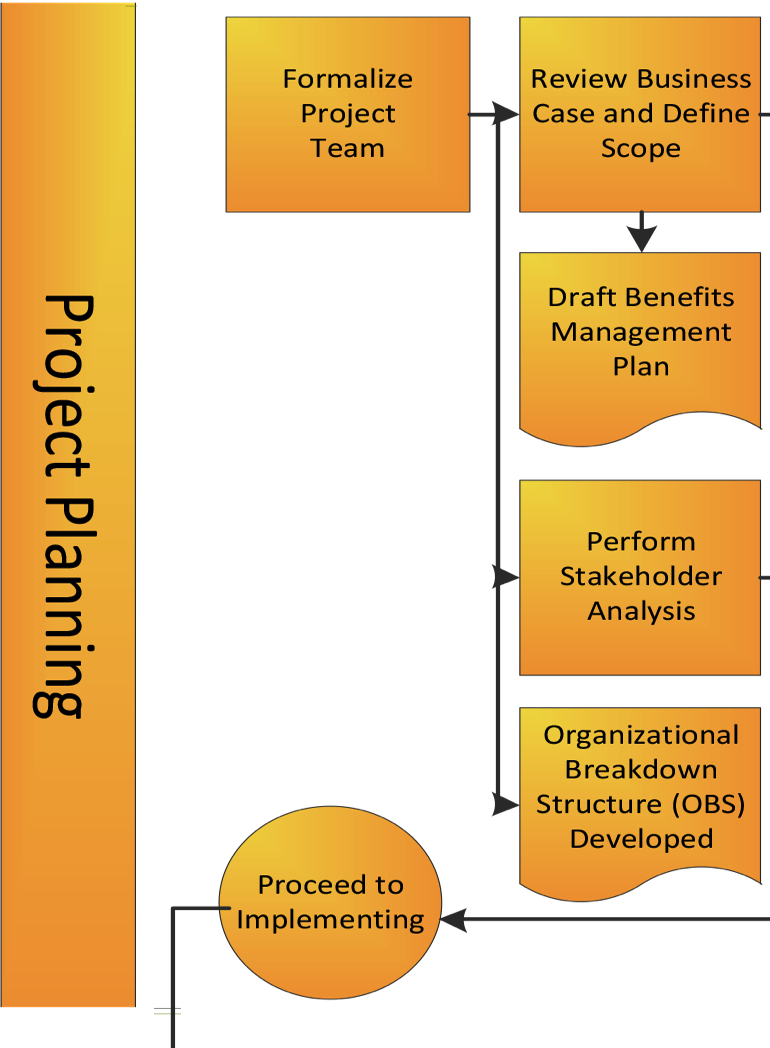 Project Planning
Formalize
Project
Team
Review Business
Case and Define
Scope
Draft Benefits
Management
Plan
Perform
Stakeholder
Analysis
Organizational
Breakdown
Structure (OBS)
Developed
Proceed to
Implementing